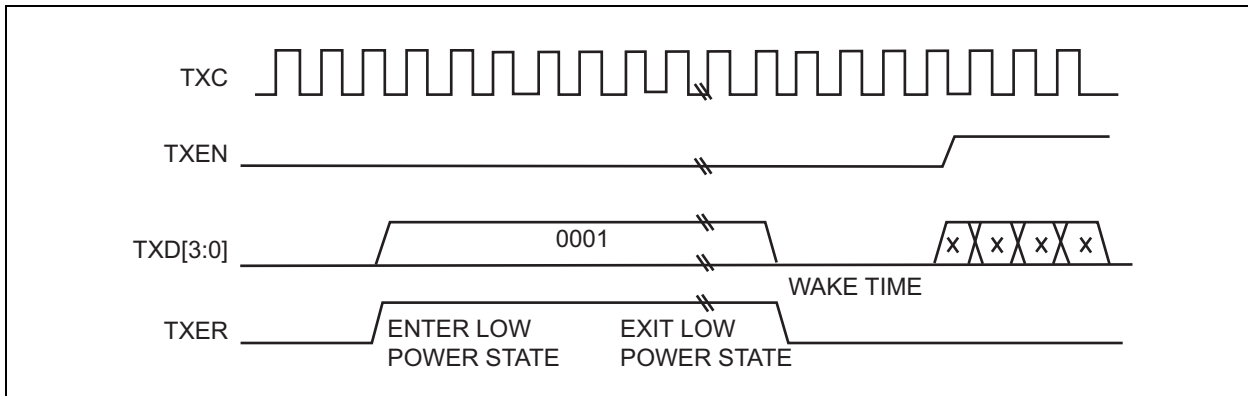 TXC
TXEN
TXD[3:0]
0001
x x x x
WAKE TIME
TXER
ENTER LOW
POWER STATE
EXIT LOW
POWER STATE